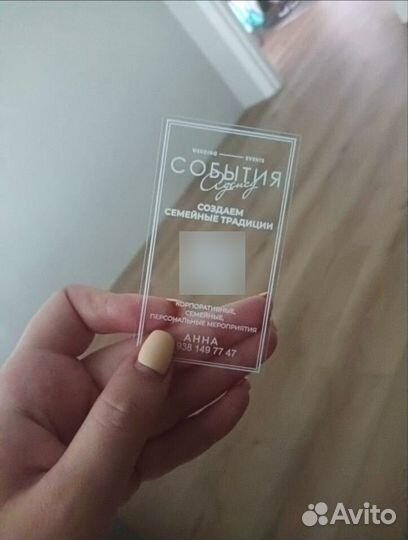 WEDDING EVENTS
СОБЫТИЯ
Agency
СОЗДАЕМ
СЕМЕЙНЫЕ ТРАДИЦИИ
КОРПОРАТИВНЫЕ,
СЕМЕЙНЫЕ,
ПЕРСОНАЛЬНЫЕ МЕРОПРИЯТИЯ
АННА
938 149 77 47
Avito